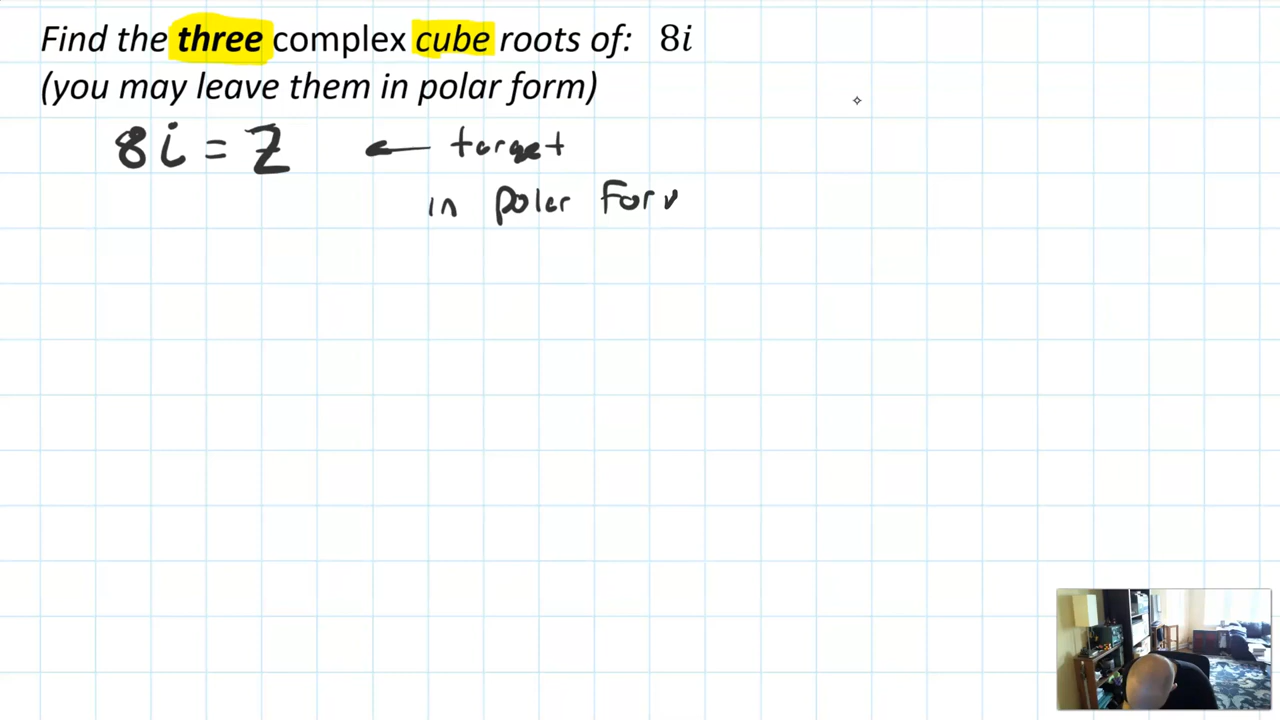 Find the three complex cube roots of: 8i
(you may leave them in polar form)
8i = Z ← target
in polar For